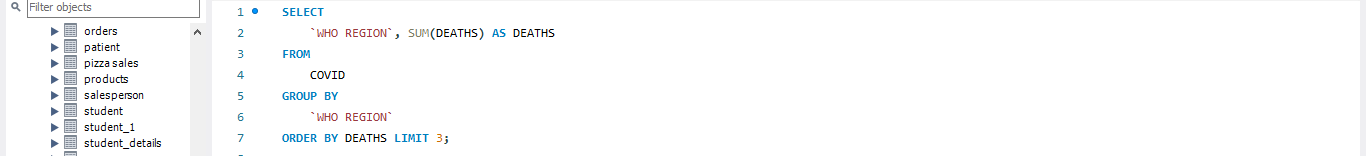 Filter objects
orders
patient
pizza sales
products
salesperson
student
student_1
student_details
1 SELECT
2 `WHO REGION`, SUM(DEATHS) AS DEATHS
3 FROM
4 COVID
5 GROUP BY
6 `WHO REGION`
7 ORDER BY DEATHS LIMIT 3;